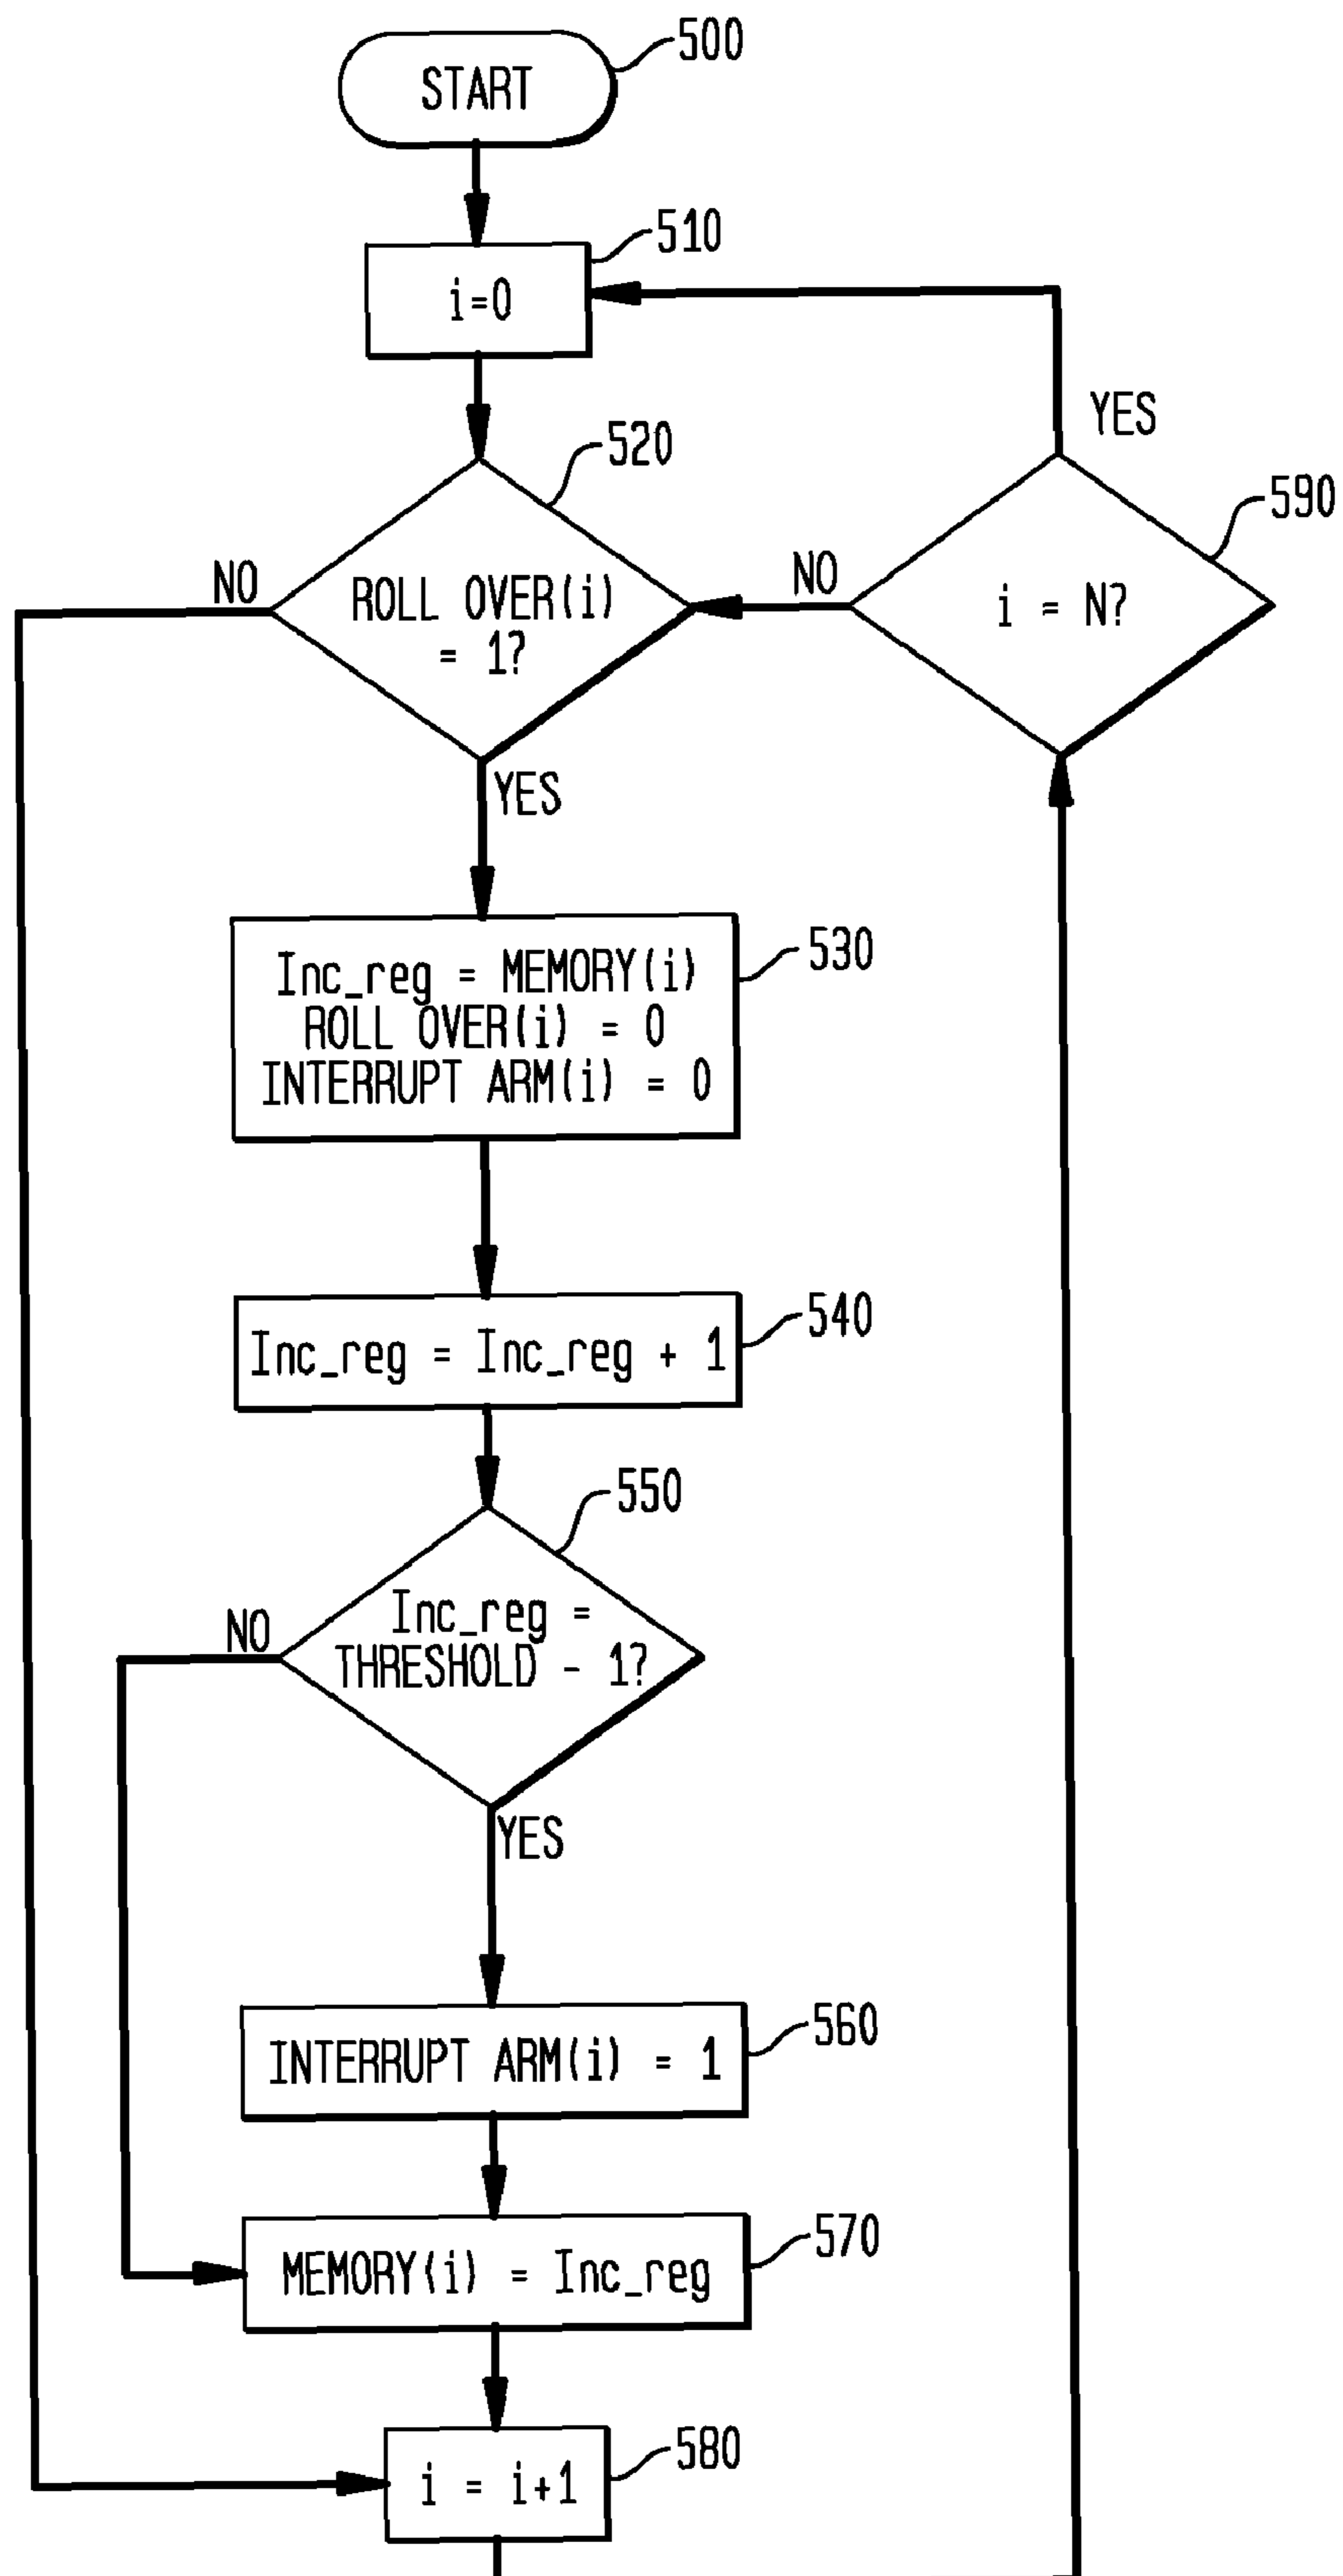 500
START
510
i=0
YES
520
590
NO
ROLL OVER(i)
= 1?
NO
i = N?
YES
530
Inc_reg = MEMORY(i)
ROLL OVER(i) = 0
INTERRUPT ARM(i) = 0
540
Inc_reg = Inc_reg + 1
550
Inc_reg =
THRESHOLD - 1?
NO
YES
560
INTERRUPT ARM(i) = 1
570
MEMORY(i) = Inc_reg
580
i = i+1